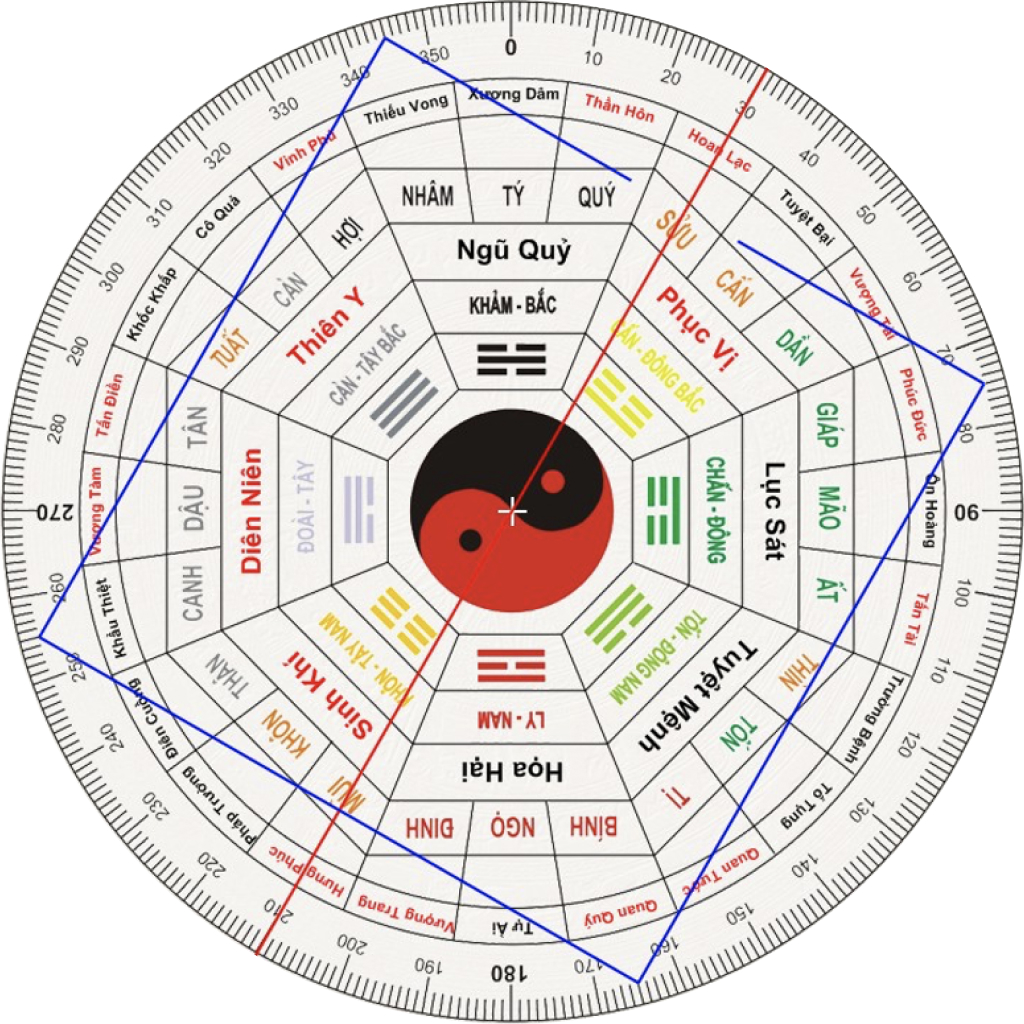 0
10
20
30
40
50
60
70
80
90
100
110
120
130
140
150
160
170
180
190
200
210
220
230
240
250
260
270
280
290
300
310
320
330
340
350
Xương Dâm
Thần Hôn
Hoan Lạc
Tuyệt Bại
Vượng Tài
Phúc Đức
Ôn Hoàng
Tấn Tài
Trường Bệnh
Tố Tụng
Quan Tước
Quan Quý
Tự Ải
Vượng Trang
Hưng Phúc
Pháp Trường
Điên Cuồng
Khẩu Thiệt
Vượng Tàm
Tấn Điền
Khốc Khấp
Cô Quả
Vinh Phú
Thiếu Vong
NHÂM
TÝ
QUÝ
SỬU
CẤN
DẦN
GIÁP
MÃO
ẤT
THÌN
TỐN
TỊ
BÍNH
NGỌ
ĐINH
MÙI
KHÔN
THÂN
CANH
DẬU
TÂN
TUẤT
CÀN
HỢI
Ngũ Quỷ
Phục Vị
Lục Sát
Tuyệt Mệnh
Họa Hại
Sinh Khí
Diên Niên
Thiên Y
KHẢM - BẮC
CẤN - ĐÔNG BẮC
CHẤN - ĐÔNG
TỐN - ĐÔNG NAM
LY - NAM
KHÔN - TÂY NAM
ĐOÀI - TÂY
CÀN - TÂY BẮC